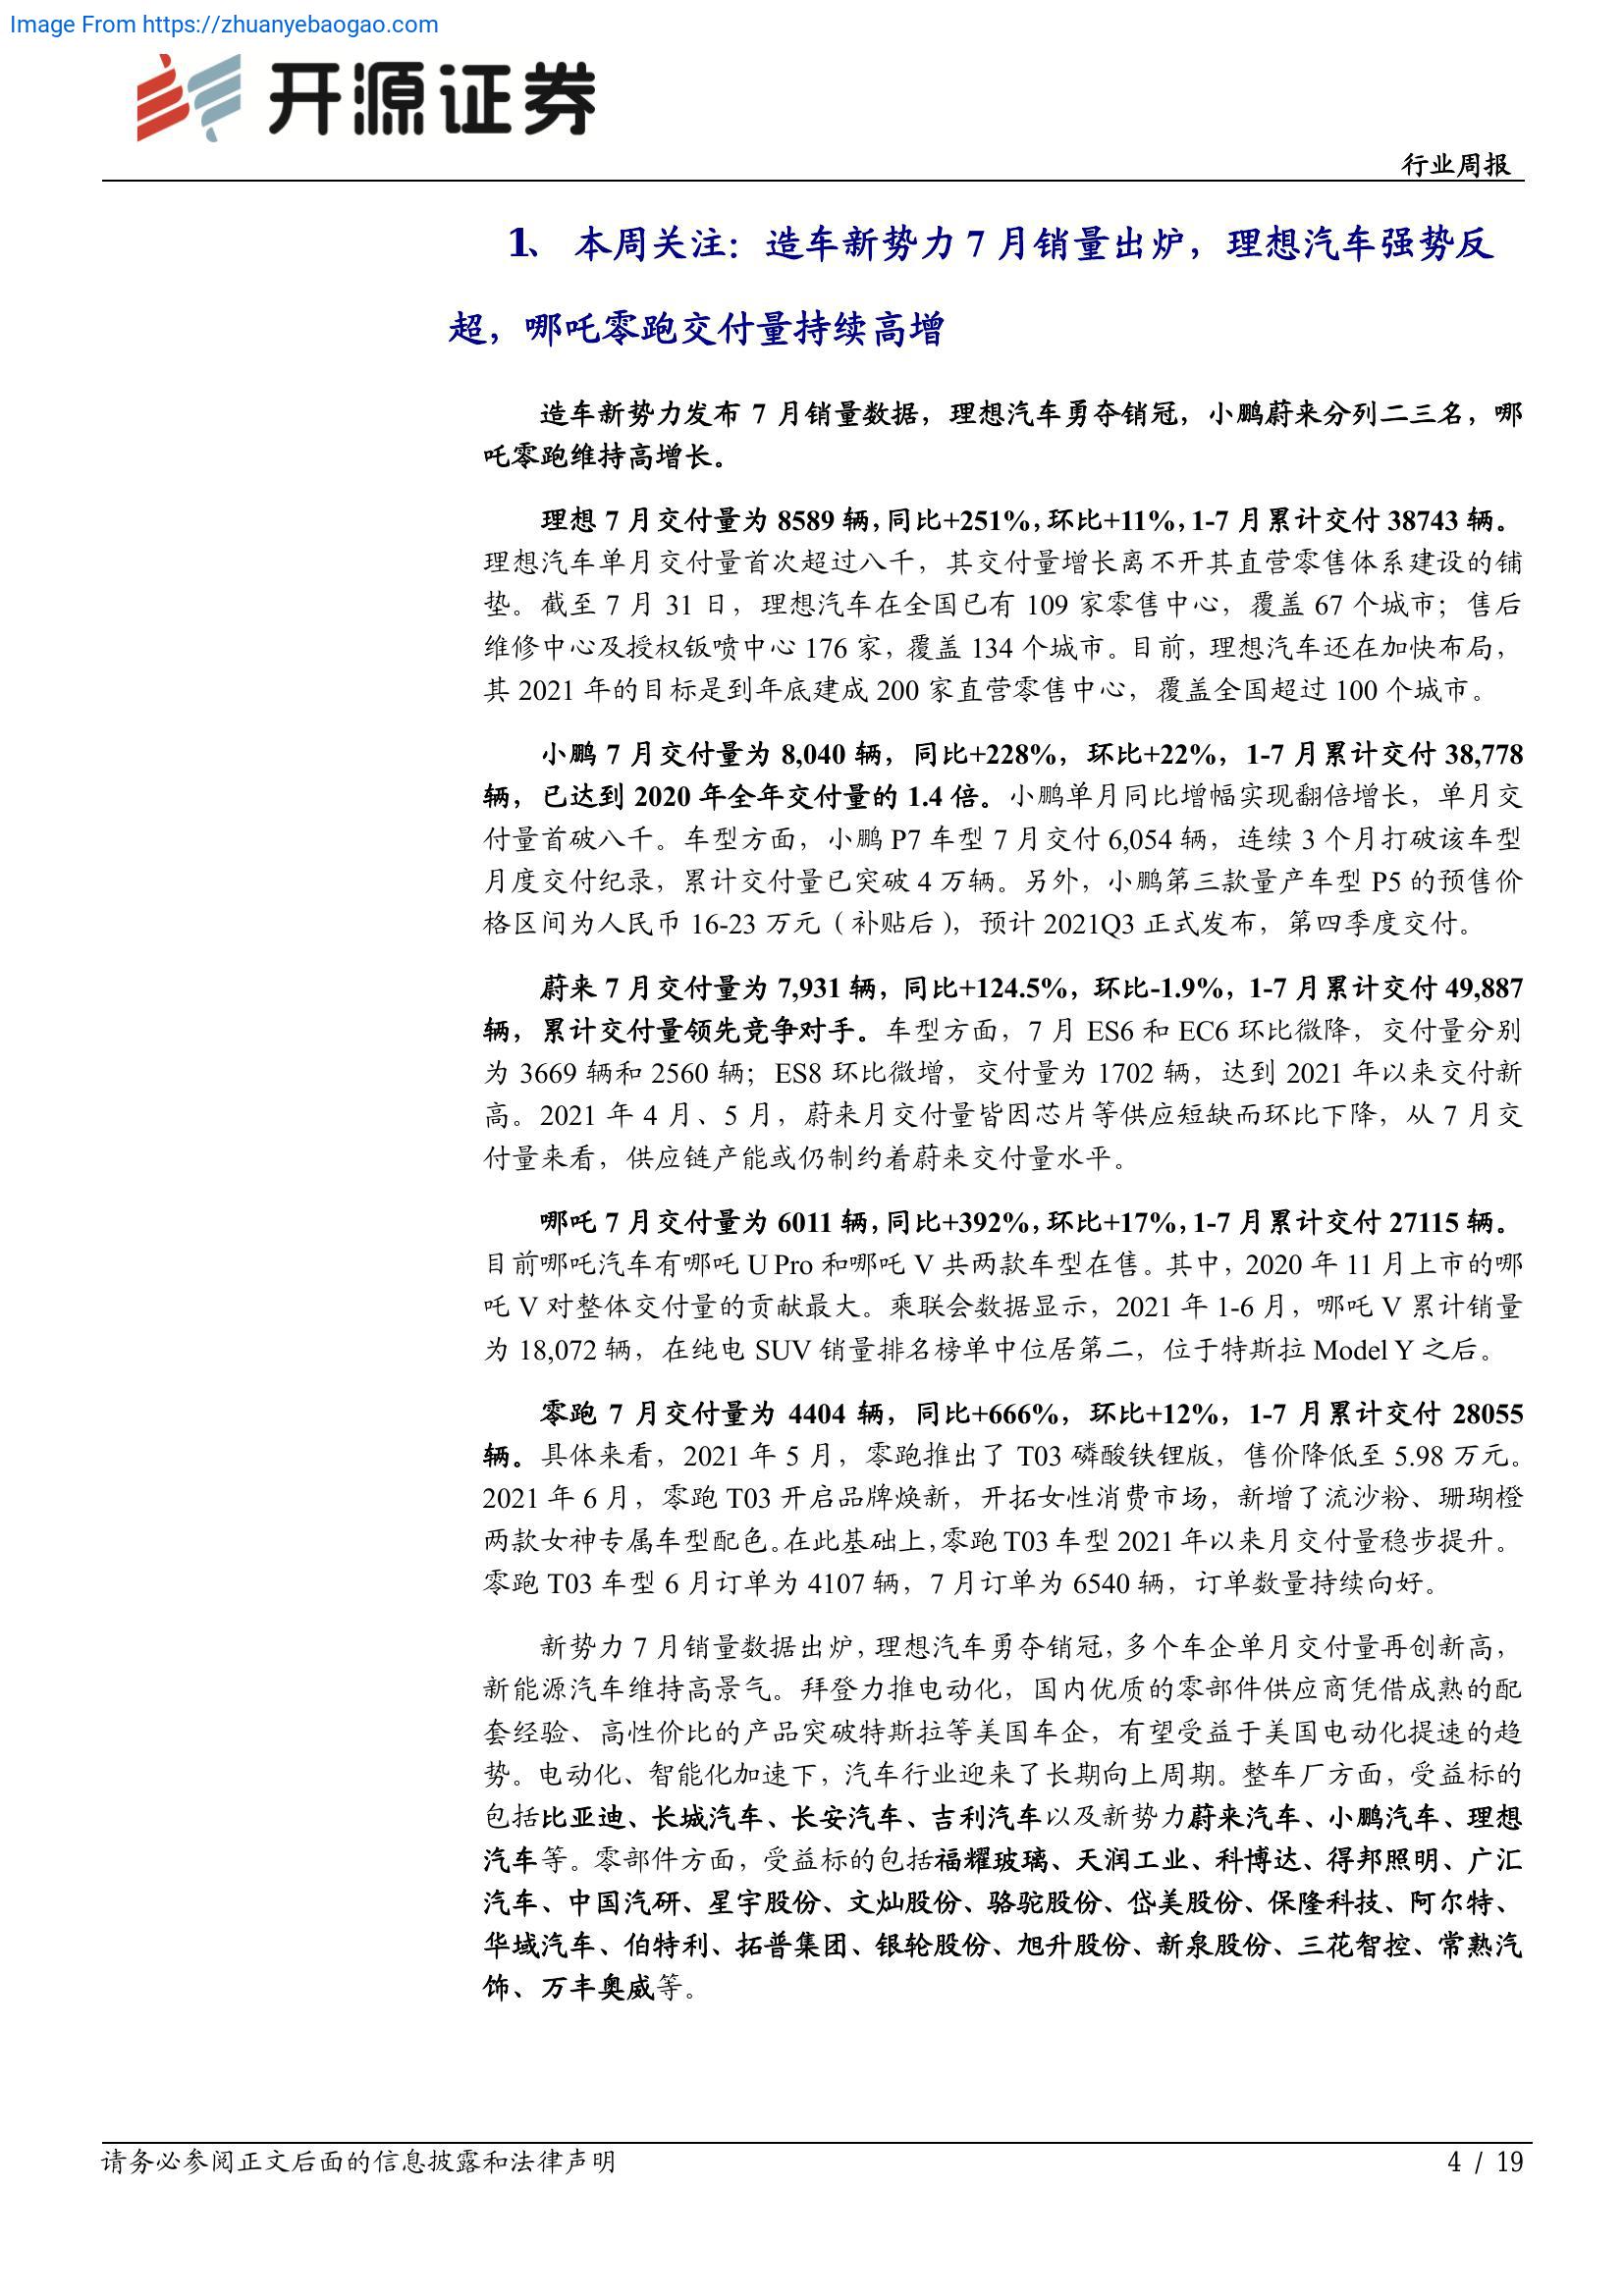 Image From https://zhuanyebaogao.com
开源证券
行业周报
1、 本周关注：造车新势力 7 月销量出炉，理想汽车强势反
超，哪吒零跑交付量持续高增
造车新势力发布 7 月销量数据，理想汽车勇夺销冠，小鹏蔚来分列二三名，哪
吒零跑维持高增长。
理想 7 月交付量为 8589 辆，同比+251%，环比+11%，1-7 月累计交付 38743 辆。
理想汽车单月交付量首次超过八千，其交付量增长离不开其直营零售体系建设的铺
垫。截至 7 月 31 日，理想汽车在全国已有 109 家零售中心，覆盖 67 个城市；售后
维修中心及授权钣喷中心 176 家，覆盖 134 个城市。目前，理想汽车还在加快布局，
其 2021 年的目标是到年底建成 200 家直营零售中心，覆盖全国超过 100 个城市。
小鹏 7 月交付量为 8,040 辆，同比+228%，环比+22%，1-7 月累计交付 38,778
辆，已达到 2020 年全年交付量的 1.4 倍。小鹏单月同比增幅实现翻倍增长，单月交
付量首破八千。车型方面，小鹏 P7 车型 7 月交付 6,054 辆，连续 3 个月打破该车型
月度交付纪录，累计交付量已突破 4 万辆。另外，小鹏第三款量产车型 P5 的预售价
格区间为人民币 16-23 万元（补贴后），预计 2021Q3 正式发布，第四季度交付。
蔚来 7 月交付量为 7,931 辆，同比+124.5%，环比-1.9%，1-7 月累计交付 49,887
辆，累计交付量领先竞争对手。车型方面，7 月 ES6 和 EC6 环比微降，交付量分别
为 3669 辆和 2560 辆；ES8 环比微增，交付量为 1702 辆，达到 2021 年以来交付新
高。2021 年 4 月、5 月，蔚来月交付量皆因芯片等供应短缺而环比下降，从 7 月交
付量来看，供应链产能或仍制约着蔚来交付量水平。
哪吒 7 月交付量为 6011 辆，同比+392%，环比+17%，1-7 月累计交付 27115 辆。
目前哪吒汽车有哪吒 U Pro 和哪吒 V 共两款车型在售。其中，2020 年 11 月上市的哪
吒 V 对整体交付量的贡献最大。乘联会数据显示，2021 年 1-6 月，哪吒 V 累计销量
为 18,072 辆，在纯电 SUV 销量排名榜单中位居第二，位于特斯拉 Model Y 之后。
零跑 7 月交付量为 4404 辆，同比+666%，环比+12%，1-7 月累计交付 28055
辆。具体来看，2021 年 5 月，零跑推出了 T03 磷酸铁锂版，售价降低至 5.98 万元。
2021 年 6 月，零跑 T03 开启品牌焕新，开拓女性消费市场，新增了流沙粉、珊瑚橙
两款女神专属车型配色。在此基础上，零跑 T03 车型 2021 年以来月交付量稳步提升。
零跑 T03 车型 6 月订单为 4107 辆，7 月订单为 6540 辆，订单数量持续向好。
新势力 7 月销量数据出炉，理想汽车勇夺销冠，多个车企单月交付量再创新高，
新能源汽车维持高景气。拜登力推电动化，国内优质的零部件供应商凭借成熟的配
套经验、高性价比的产品突破特斯拉等美国车企，有望受益于美国电动化提速的趋
势。电动化、智能化加速下，汽车行业迎来了长期向上周期。整车厂方面，受益标的
包括比亚迪、长城汽车、长安汽车、吉利汽车以及新势力蔚来汽车、小鹏汽车、理想
汽车等。零部件方面，受益标的包括福耀玻璃、天润工业、科博达、得邦照明、广汇
汽车、中国汽研、星宇股份、文灿股份、骆驼股份、岱美股份、保隆科技、阿尔特、
华域汽车、伯特利、拓普集团、银轮股份、旭升股份、新泉股份、三花智控、常熟汽
饰、万丰奥威等。
请务必参阅正文后面的信息披露和法律声明
4 / 19